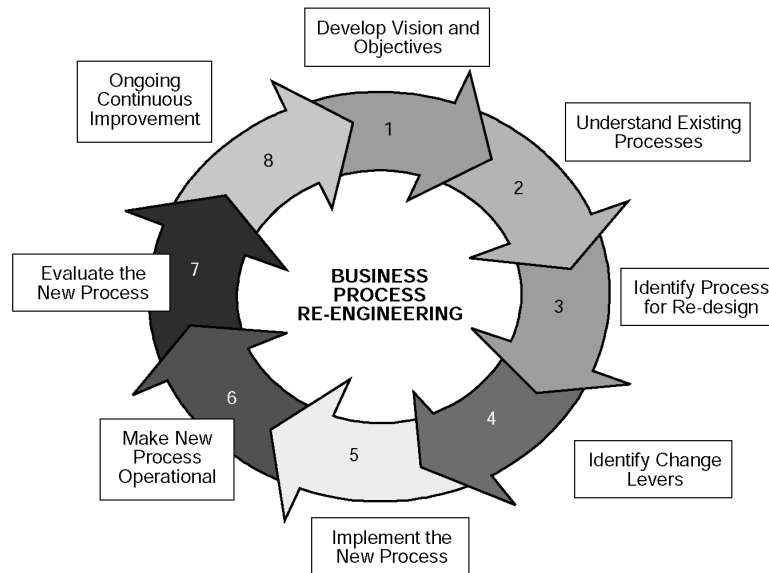 Develop Vision and
Objectives
1
Understand Existing
Processes
2
Identify Process
for Re-design
3
Identify Change
Levers
4
Implement the
New Process
5
Make New
Process
Operational
6
Evaluate the
New Process
7
Ongoing
Continuous
Improvement
8
BUSINESS
PROCESS
RE-ENGINEERING